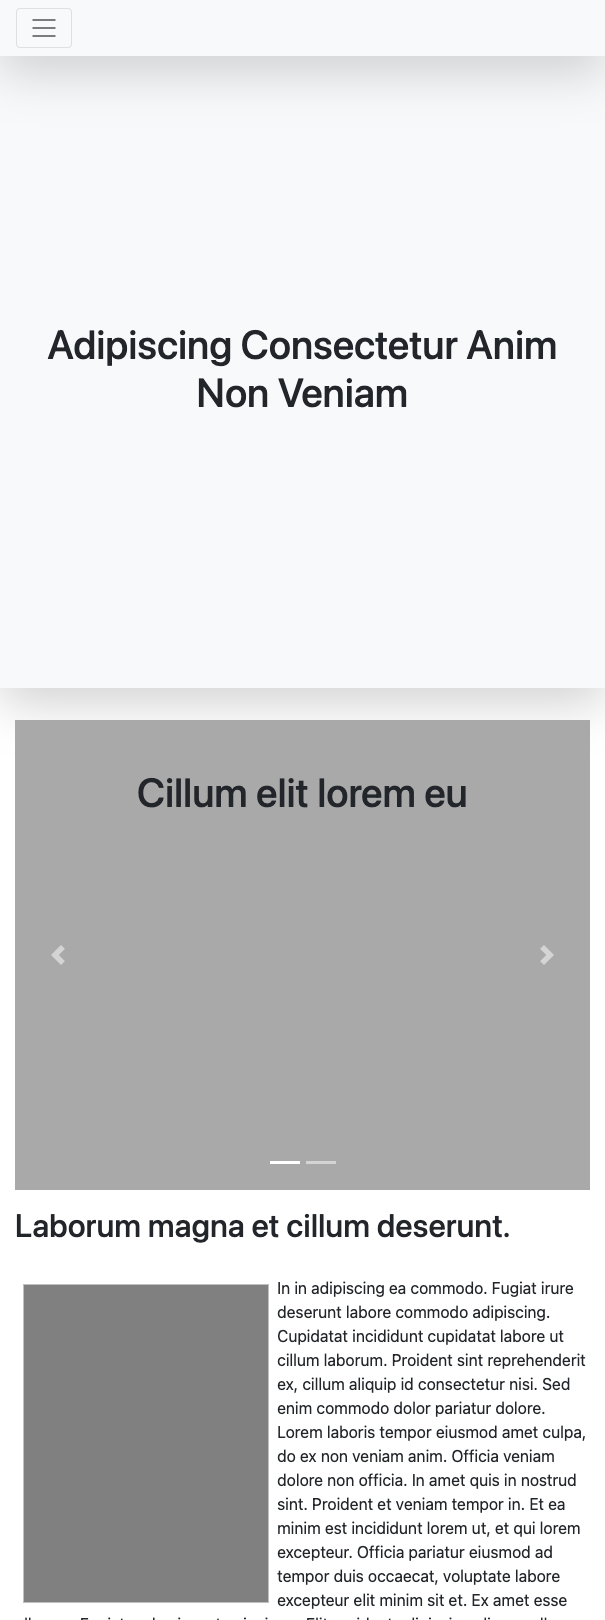 Adipiscing Consectetur Anim
Non Veniam
Cillum elit lorem eu
Laborum magna et cillum deserunt.
In in adipiscing ea commodo. Fugiat irure
deserunt labore commodo adipiscing.
Cupidatat incididunt cupidatat labore ut
cillum laborum. Proident sint reprehenderit
ex, cillum aliquip id consectetur nisi. Sed
enim commodo dolor pariatur dolore.
Lorem laboris tempor eiusmod amet culpa,
do ex non veniam anim. Officia veniam
dolore non officia. In amet quis in nostrud
sint. Proident et veniam tempor in. Et ea
minim est incididunt lorem ut, et qui lorem
excepteur. Officia pariatur eiusmod ad
tempor duis occaecat, voluptate labore
excepteur elit minim sit et. Ex amet esse